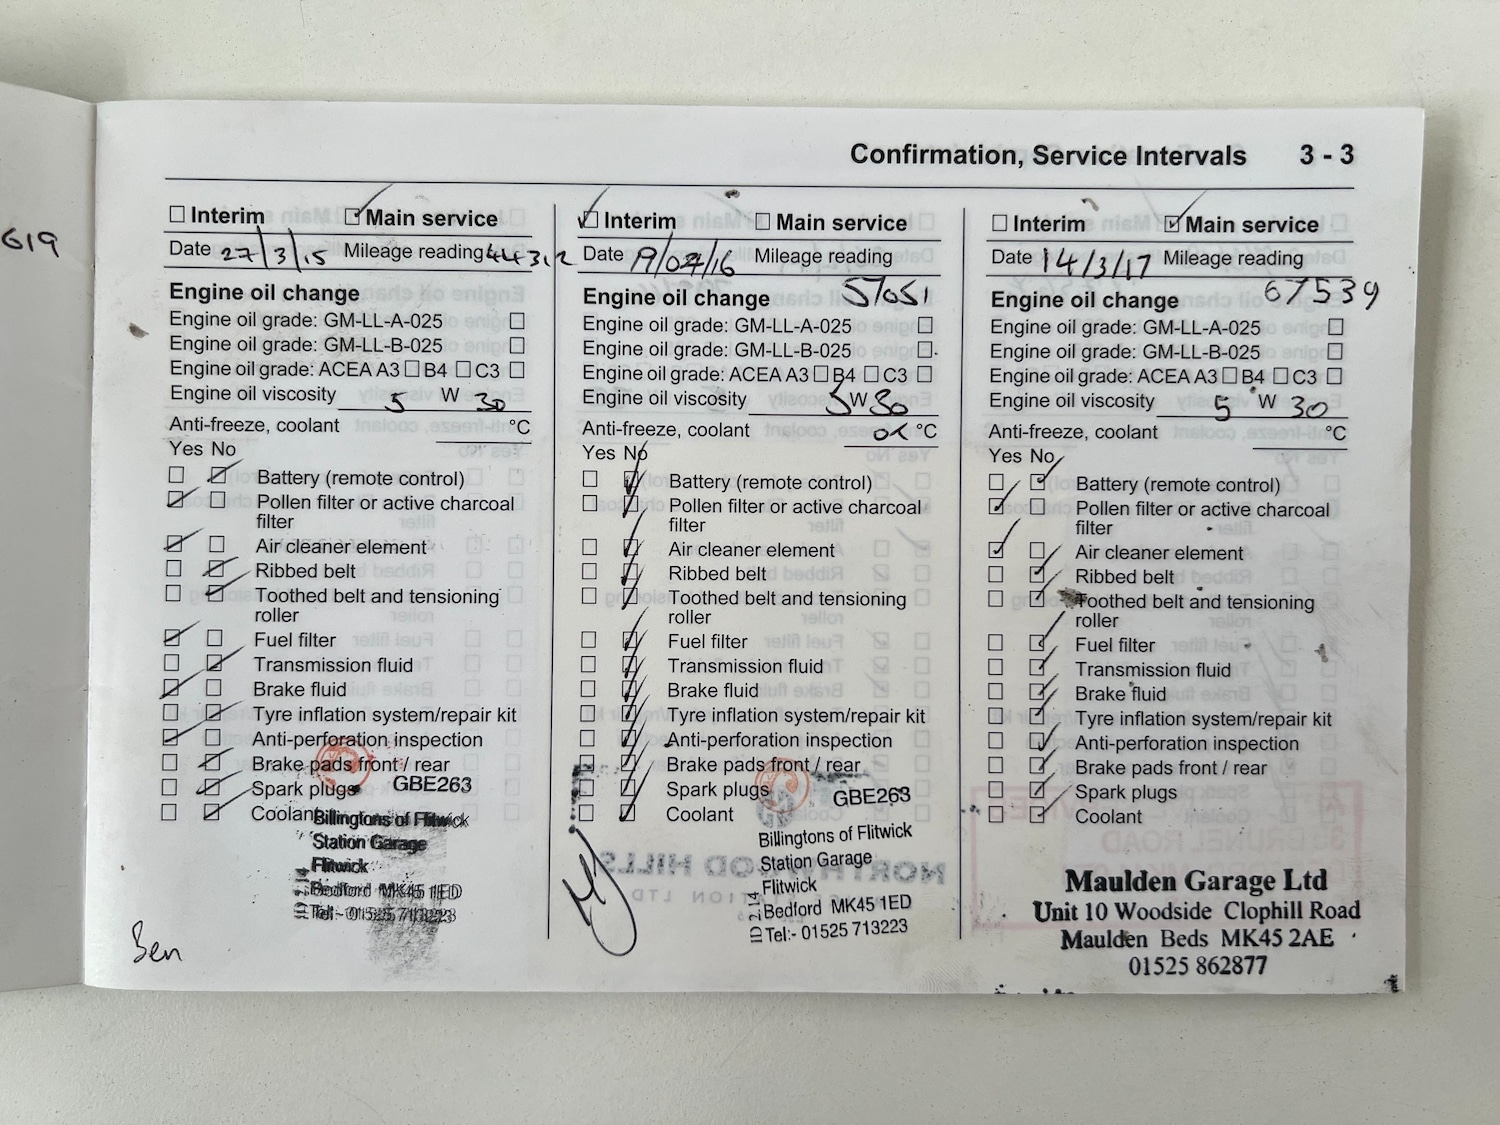 G19
Confirmation, Service Intervals 3 - 3
Interim Main service
Date 27/3/15 Mileage reading 44312
Engine oil change
Engine oil grade: GM-LL-A-025
Engine oil grade: GM-LL-B-025
Engine oil grade: ACEA A3 B4 C3
Engine oil viscosity 5 W 30
Anti-freeze, coolant °C
Yes No
Battery (remote control)
Pollen filter or active charcoal
filter
Air cleaner element
Ribbed belt
Toothed belt and tensioning
roller
Fuel filter
Transmission fluid
Brake fluid
Tyre inflation system/repair kit
Anti-perforation inspection
Brake pads front / rear
Spark plugs
Coolant
GBE263
Billingtons of Flitwick
Station Garage
Flitwick
Bedford MK45 1ED
Tel:- 01525 713223
Ben
Interim Main service
Date 19/07/16 Mileage reading
57051
Engine oil change
Engine oil grade: GM-LL-A-025
Engine oil grade: GM-LL-B-025
Engine oil grade: ACEA A3 B4 C3
Engine oil viscosity 5 W 30
Anti-freeze, coolant OK °C
Yes No
Battery (remote control)
Pollen filter or active charcoal
filter
Air cleaner element
Ribbed belt
Toothed belt and tensioning
roller
Fuel filter
Transmission fluid
Brake fluid
Tyre inflation system/repair kit
Anti-perforation inspection
Brake pads front / rear
Spark plugs
Coolant
GBE263
Billingtons of Flitwick
Station Garage
Flitwick
Bedford MK45 1ED
Tel:- 01525 713223
ID 2.14
Interim Main service
Date 14/3/17 Mileage reading
67539
Engine oil change
Engine oil grade: GM-LL-A-025
Engine oil grade: GM-LL-B-025
Engine oil grade: ACEA A3 B4 C3
Engine oil viscosity 5 W 30
Anti-freeze, coolant °C
Yes No
Battery (remote control)
Pollen filter or active charcoal
filter
Air cleaner element
Ribbed belt
Toothed belt and tensioning
roller
Fuel filter
Transmission fluid
Brake fluid
Tyre inflation system/repair kit
Anti-perforation inspection
Brake pads front / rear
Spark plugs
Coolant
Maulden Garage Ltd
Unit 10 Woodside Clophill Road
Maulden Beds MK45 2AE
01525 862877